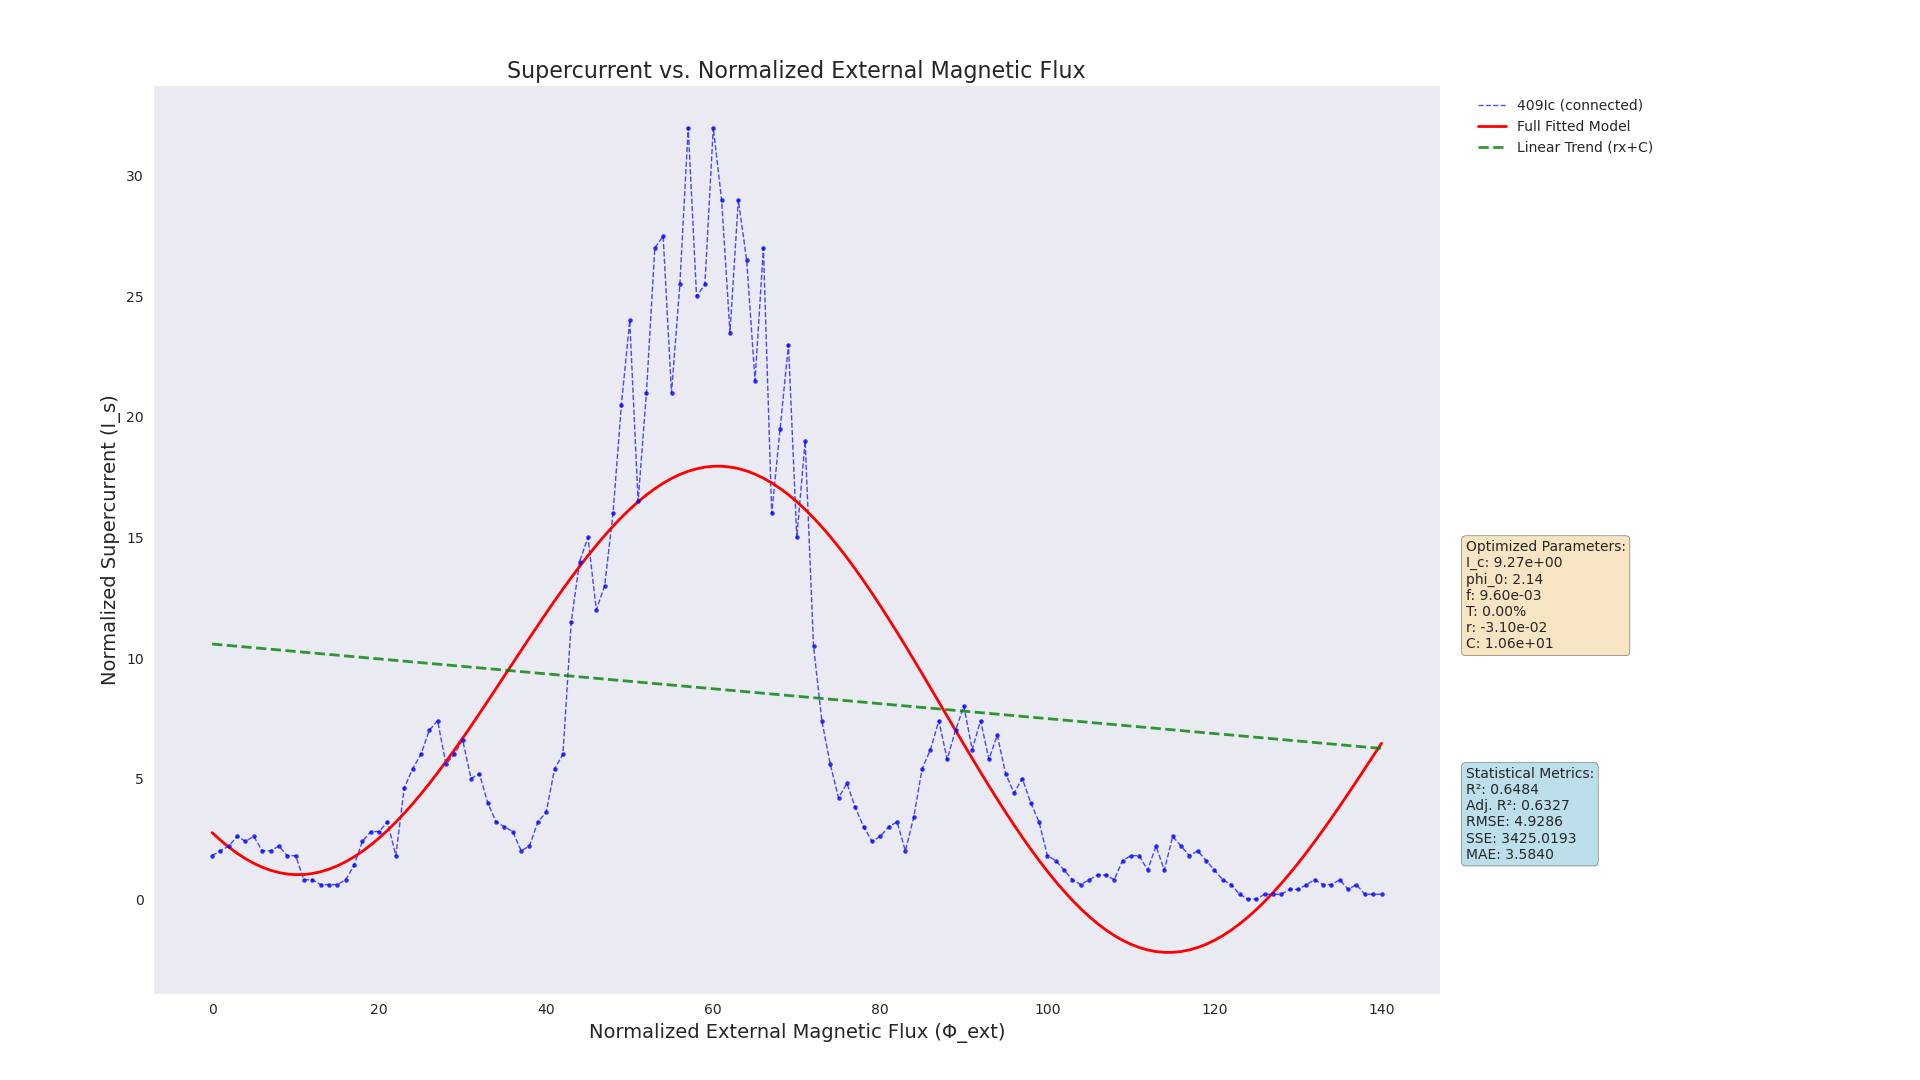 Supercurrent vs. Normalized External Magnetic Flux
409Ic (connected)
Full Fitted Model
Linear Trend (rx+C)
Normalized Supercurrent (I_s)
30
25
20
15
10
5
0
Optimized Parameters:
I_c: 9.27e+00
phi_0: 2.14
f: 9.60e-03
T: 0.00%
r: -3.10e-02
C: 1.06e+01
Statistical Metrics:
R²: 0.6484
Adj. R²: 0.6327
RMSE: 4.9286
SSE: 3425.0193
MAE: 3.5840
0 20 40 60 80 100 120 140
Normalized External Magnetic Flux (Φ_ext)